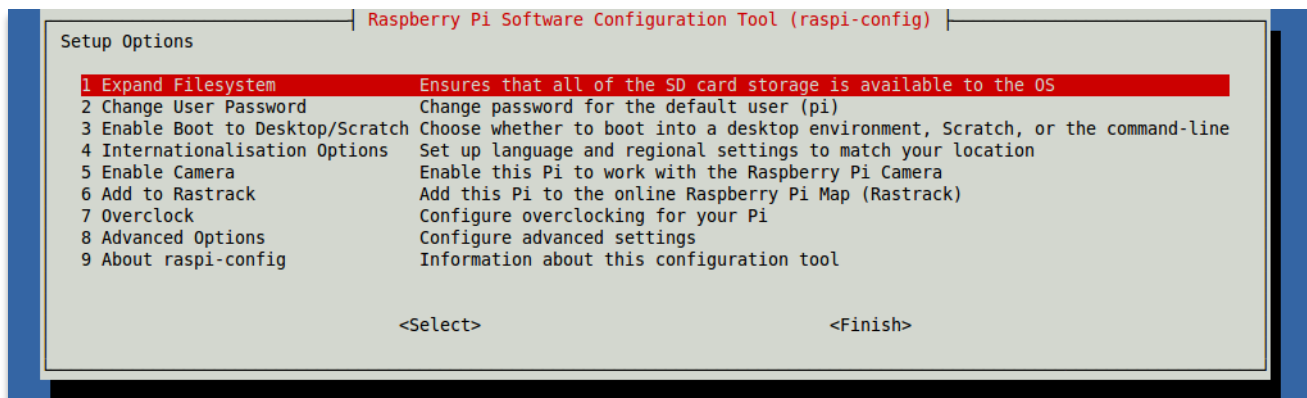 Raspberry Pi Software Configuration Tool (raspi-config)
Setup Options
1 Expand Filesystem Ensures that all of the SD card storage is available to the OS
2 Change User Password Change password for the default user (pi)
3 Enable Boot to Desktop/Scratch Choose whether to boot into a desktop environment, Scratch, or the command-line
4 Internationalisation Options Set up language and regional settings to match your location
5 Enable Camera Enable this Pi to work with the Raspberry Pi Camera
6 Add to Rastrack Add this Pi to the online Raspberry Pi Map (Rastrack)
7 Overclock Configure overclocking for your Pi
8 Advanced Options Configure advanced settings
9 About raspi-config Information about this configuration tool
<Select> <Finish>